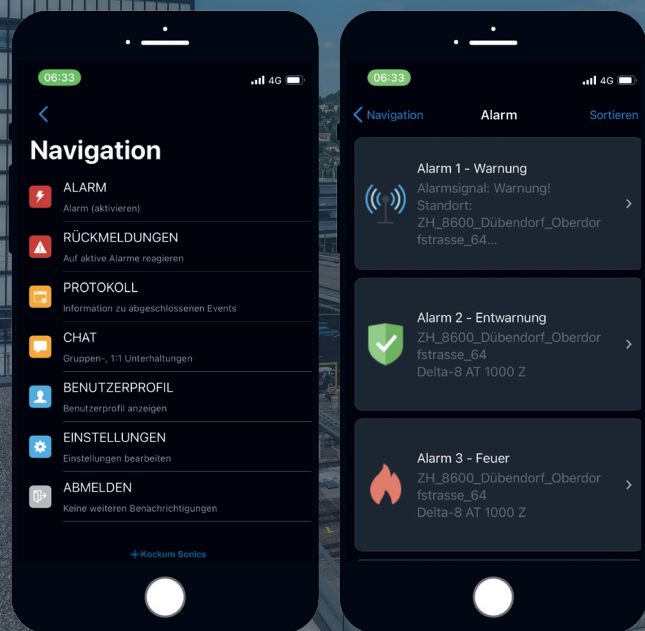 06:33
4G
Navigation
ALARM
Alarm (aktivieren)
RÜCKMELDUNGEN
Auf aktive Alarme reagieren
PROTOKOLL
Information zu abgeschlossenen Events
CHAT
Gruppen-, 1:1 Unterhaltungen
BENUTZERPROFIL
Benutzerprofil anzeigen
EINSTELLUNGEN
Einstellungen bearbeiten
ABMELDEN
Keine weiteren Benachrichtigungen
Kockum Sonics
06:33
4G
Navigation
Alarm
Sortieren
Alarm 1 - Warnung
Alarmsignal: Warnung!
Standort:
ZH_8600_Dübendorf_Oberdor
fstrasse_64...
Alarm 2 - Entwarnung
ZH_8600_Dübendorf_Oberdor
fstrasse_64
Delta-8 AT 1000 Z
Alarm 3 - Feuer
ZH_8600_Dübendorf_Oberdor
fstrasse_64
Delta-8 AT 1000 Z